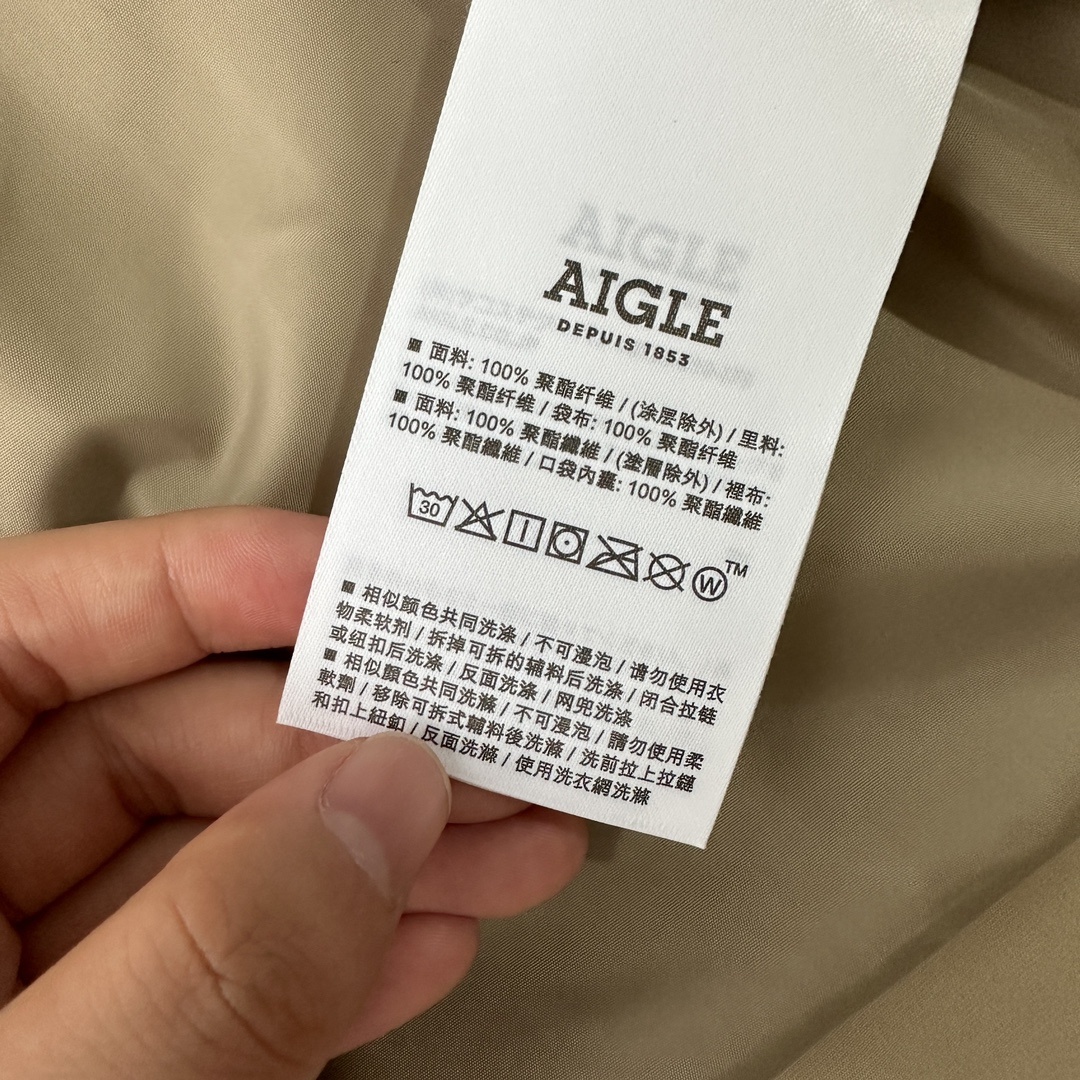 AIGLE
DEPUIS 1853
面料: 100% 聚酯纤维 / (涂层除外) / 里料:
100% 聚酯纤维 / 袋布: 100% 聚酯纤维
面料: 100% 聚酯纖維 / (塗層除外) / 裡布:
100% 聚酯纖維 / 口袋內裏: 100% 聚酯纖維
30
W TM
相似颜色共同洗涤 / 不可漫泡 / 请勿使用衣
物柔软剂 / 拆掉可拆的辅料后洗涤 / 闭合拉链
或纽扣后洗涤 / 反面洗涤 / 网兜洗涤
相似顏色共同洗滌 / 不可漫泡 / 請勿使用柔
軟劑 / 移除可拆式輔料後洗滌 / 洗前拉上拉鏈
和扣上紐釦 / 反面洗滌 / 使用洗衣網洗滌